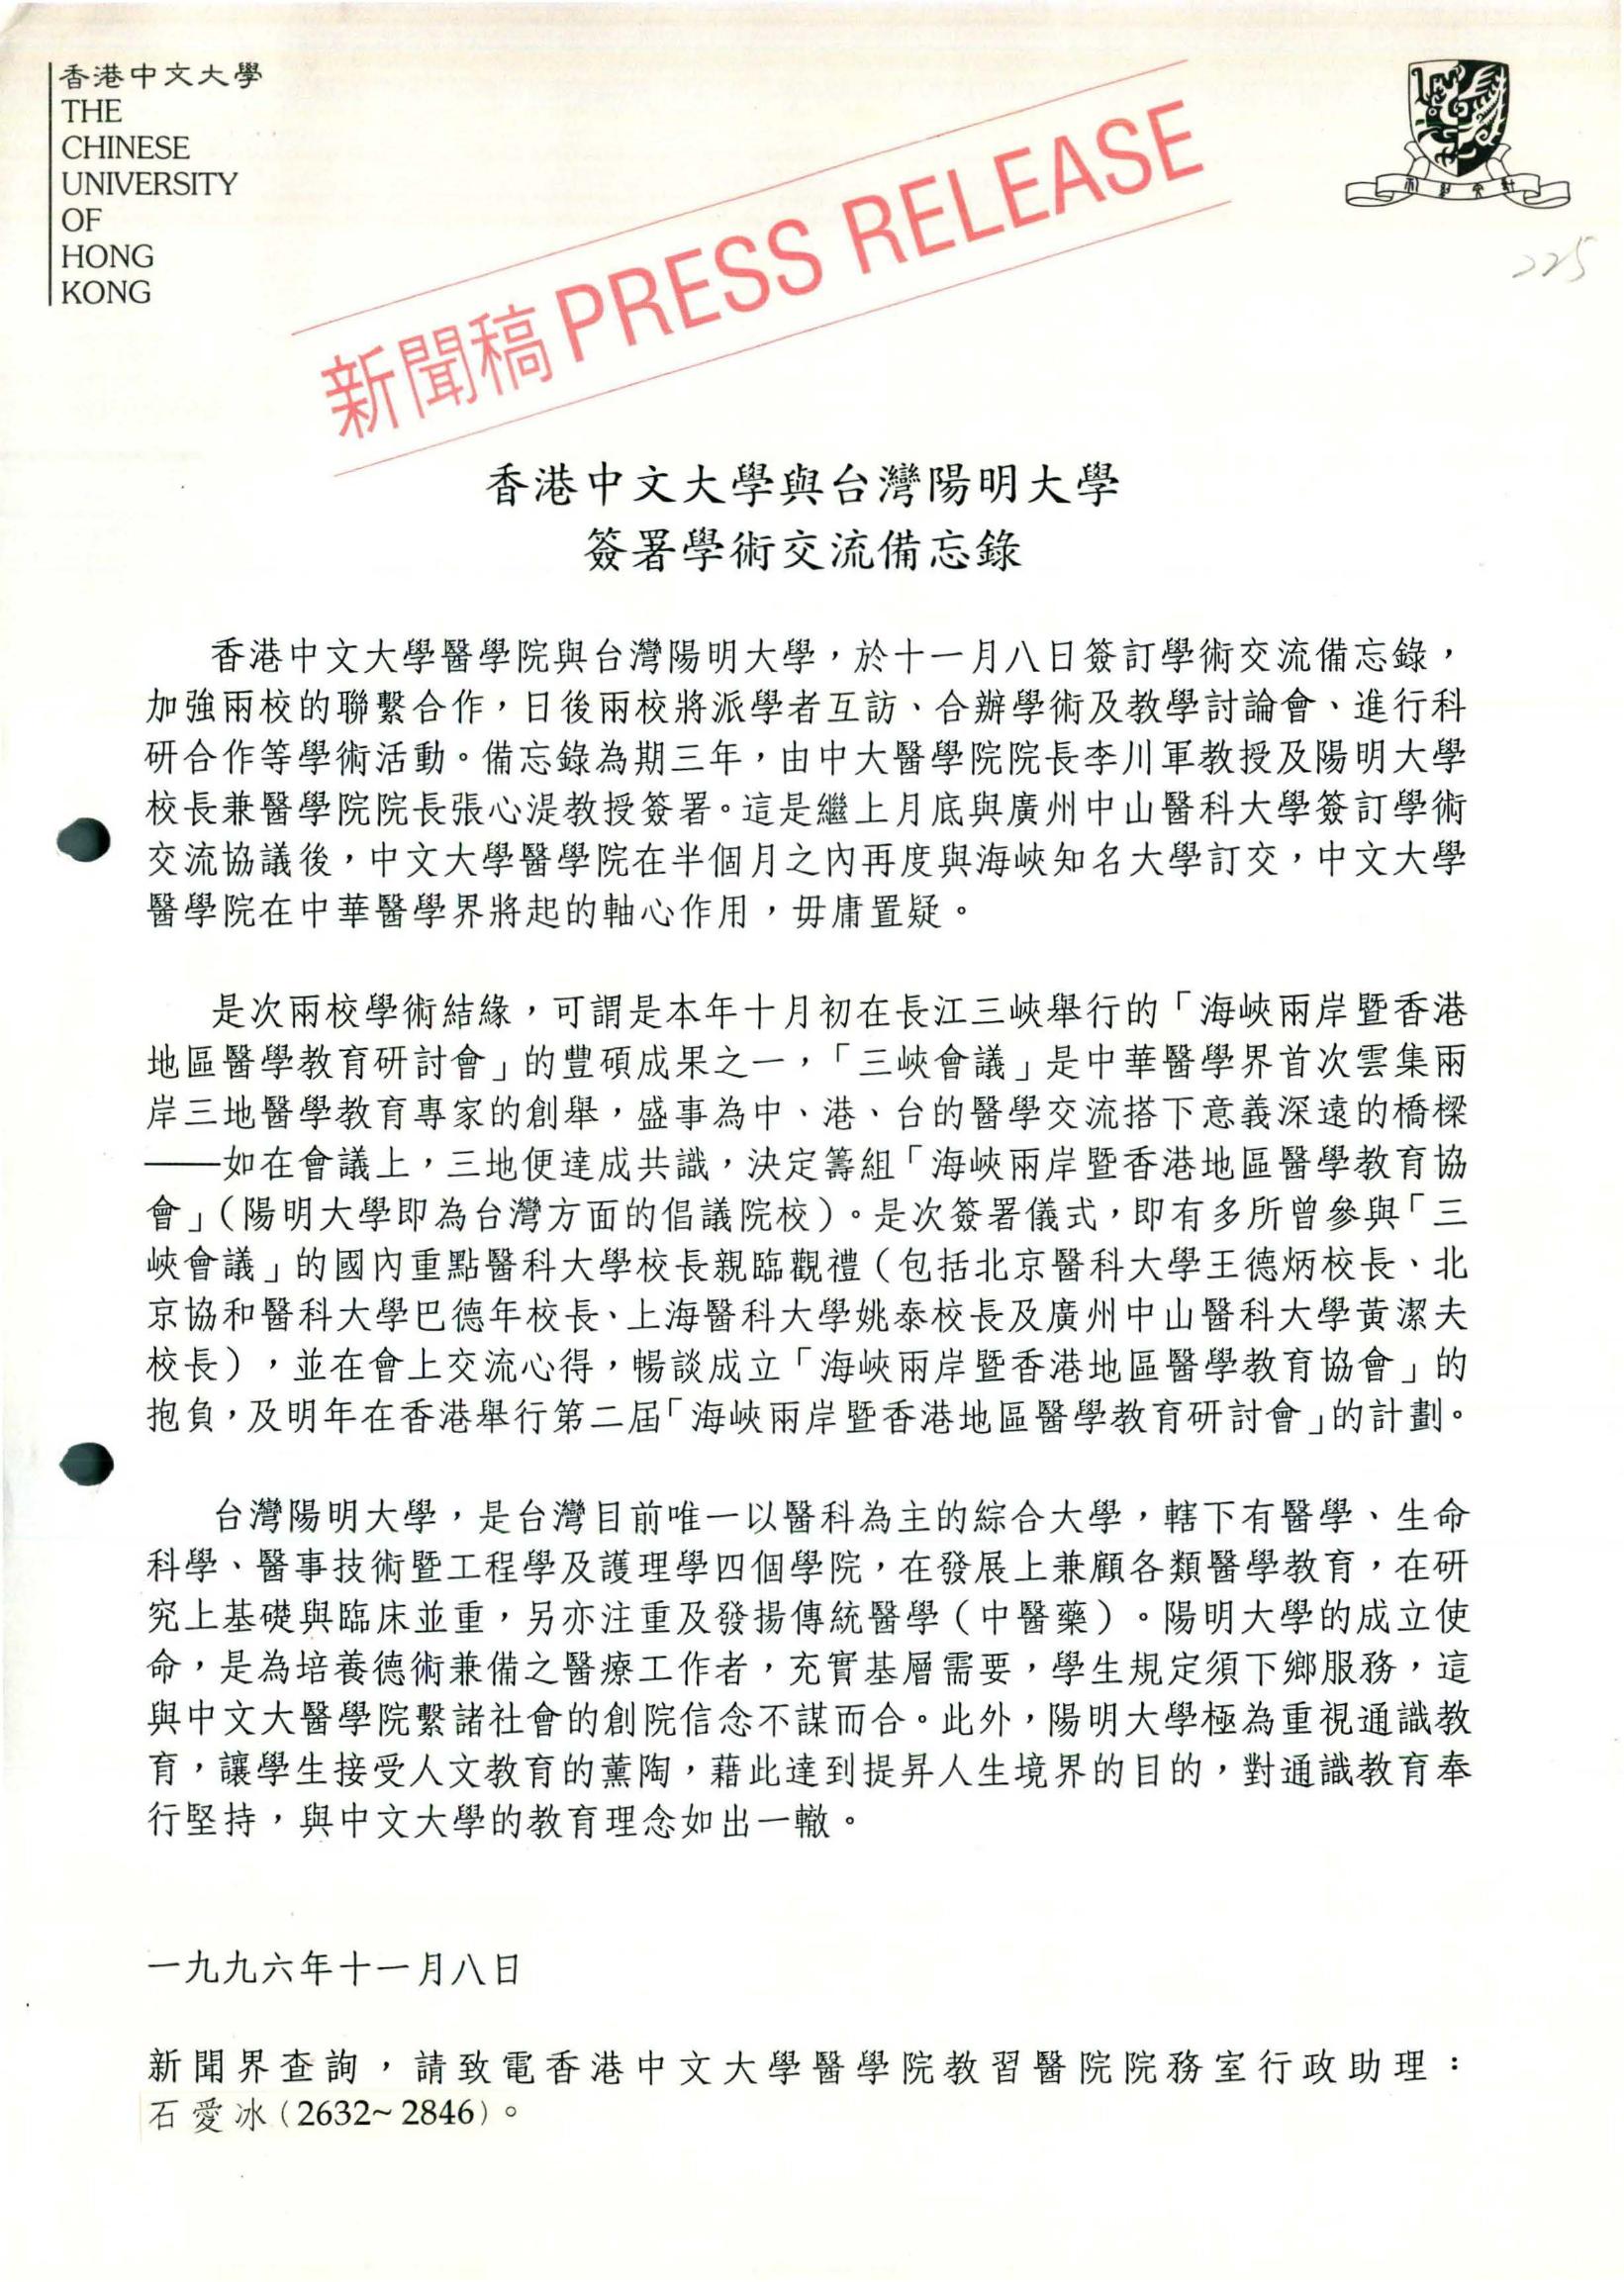 香港中文大學
THE
CHINESE
UNIVERSITY
OF
HONG
KONG
新聞稿 PRESS RELEASE
225
香港中文大學與台灣陽明大學
簽署學術交流備忘錄
香港中文大學醫學院與台灣陽明大學，於十一月八日簽訂學術交流備忘錄，
加強兩校的聯繫合作，日後兩校將派學者互訪、合辦學術及教學討論會、進行科
研合作等學術活動。備忘錄為期三年，由中大醫學院院長李川軍教授及陽明大學
校長兼醫學院院長張心湜教授簽署。這是繼上月底與廣州中山醫科大學簽訂學術
交流協議後，中文大學醫學院在半個月之內再度與海峽知名大學訂交，中文大學
醫學院在中華醫學界將起的軸心作用，毋庸置疑。
是次兩校學術結緣，可謂是本年十月初在長江三峽舉行的「海峽兩岸暨香港
地區醫學教育研討會」的豐碩成果之一，「三峽會議」是中華醫學界首次雲集兩
岸三地醫學教育專家的創舉，盛事為中、港、台的醫學交流搭下意義深遠的橋樑
——如在會議上，三地便達成共識，決定籌組「海峽兩岸暨香港地區醫學教育協
會」（陽明大學即為台灣方面的倡議院校）。是次簽署儀式，即有多所曾參與「三
峽會議」的國內重點醫科大學校長親臨觀禮（包括北京醫科大學王德炳校長、北
京協和醫科大學巴德年校長、上海醫科大學姚泰校長及廣州中山醫科大學黃潔夫
校長），並在會上交流心得，暢談成立「海峽兩岸暨香港地區醫學教育協會」的
抱負，及明年在香港舉行第二屆「海峽兩岸暨香港地區醫學教育研討會」的計劃。
台灣陽明大學，是台灣目前唯一以醫科為主的綜合大學，轄下有醫學、生命
科學、醫事技術暨工程學及護理學四個學院，在發展上兼顧各類醫學教育，在研
究上基礎與臨床並重，另亦注重及發揚傳統醫學（中醫藥）。陽明大學的成立使
命，是為培養德術兼備之醫療工作者，充實基層需要，學生規定須下鄉服務，這
與中文大醫學院繫諸社會的創院信念不謀而合。此外，陽明大學極為重視通識教
育，讓學生接受人文教育的薰陶，藉此達到提昇人生境界的目的，對通識教育奉
行堅持，與中文大學的教育理念如出一轍。
一九九六年十一月八日
新聞界查詢，請致電香港中文大學醫學院教習醫院院務室行政助理：
石愛冰（2632~2846）。